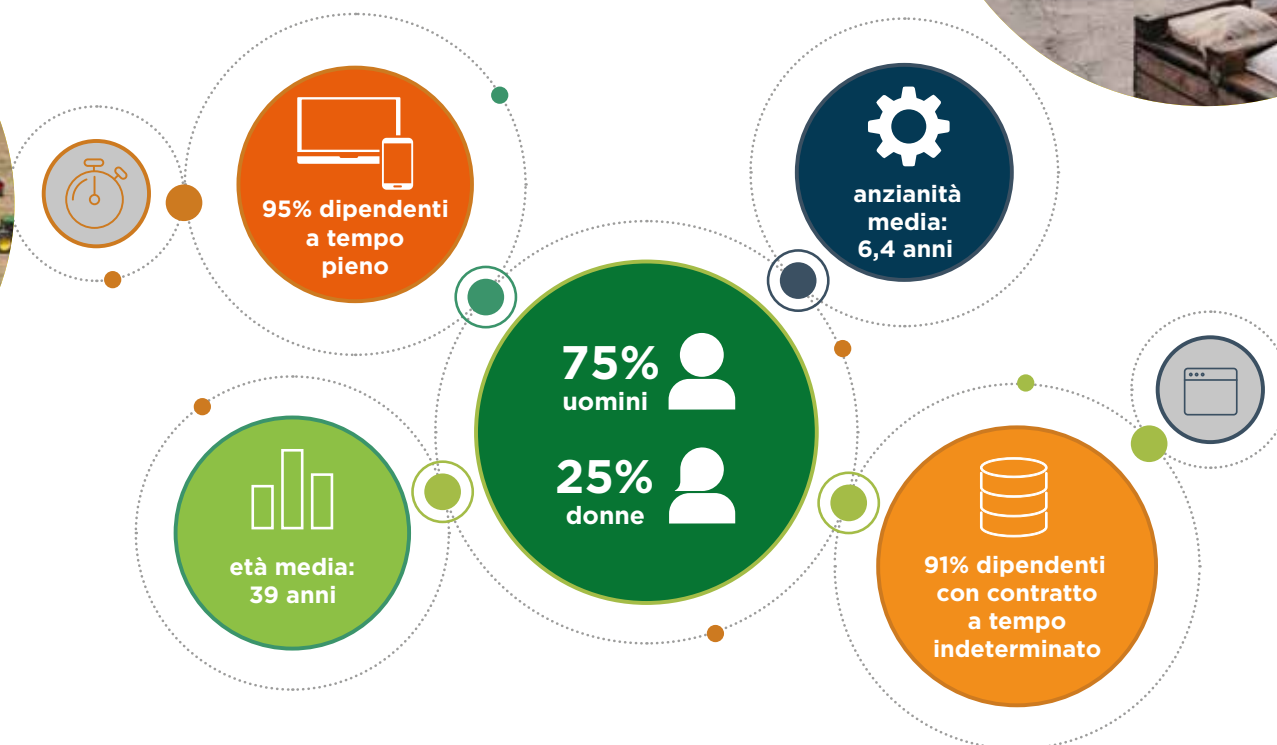 95% dipendenti
a tempo
pieno
anzianità
media:
6,4 anni
75%
uomini
25%
donne
età media:
39 anni
91% dipendenti
con contratto
a tempo
indeterminato